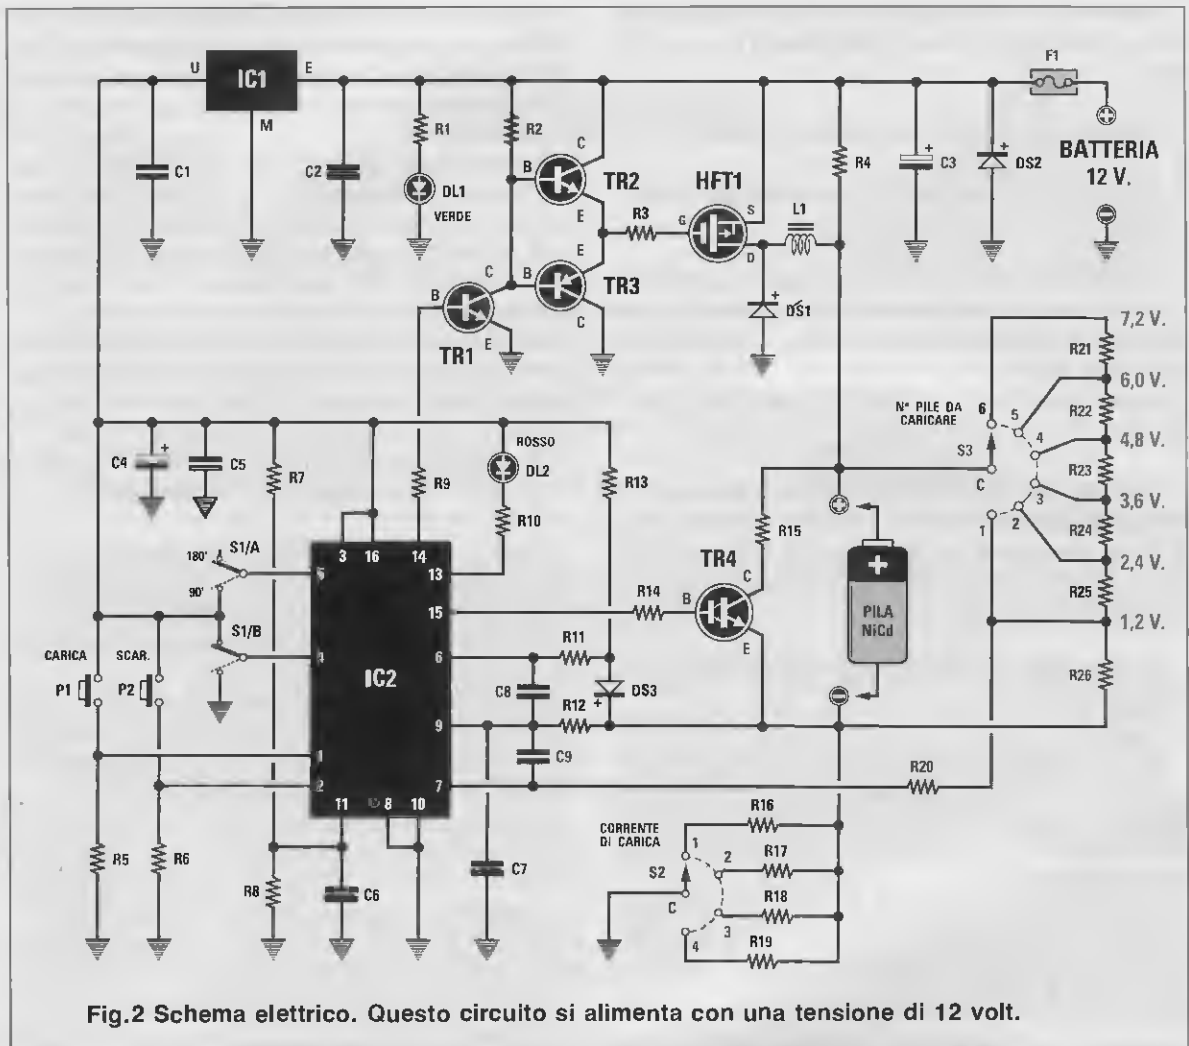 U
IC1
E
F1
M
R1
R2
C
B
TR2
HFT1
R4
C3
+
DS2
+
BATTERIA
12 V.
C1
C2
DL1
VERDE
E
R3
G
S
D
L1
E
C
B
TR3
C
B
TR1
E
+
DS1
7,2 V.
R21
6,0 V.
N° PILE DA
CARICARE
6
5
4
R22
4,8 V.
S3
C
3
R23
3,6 V.
1
2
R24
2,4 V.
R25
1,2 V.
R26
C4
+
C5
R7
R9
ROSSO
DL2
R10
R13
R15
TR4
C
B
E
R14
+
PILA
NiCd
180'
S1/A
90'
S1/B
CARICA
SCAR.
P1
P2
3
16
14
13
5
15
4
6
IC2
9
1
2
7
11
8
10
R11
C8
R12
DS3
+
C9
R20
R5
R6
R8
C6
C7
CORRENTE
DI CARICA
S2
C
1
2
3
4
R16
R17
R18
R19
Fig.2 Schema elettrico. Questo circuito si alimenta con una tensione di 12 volt.